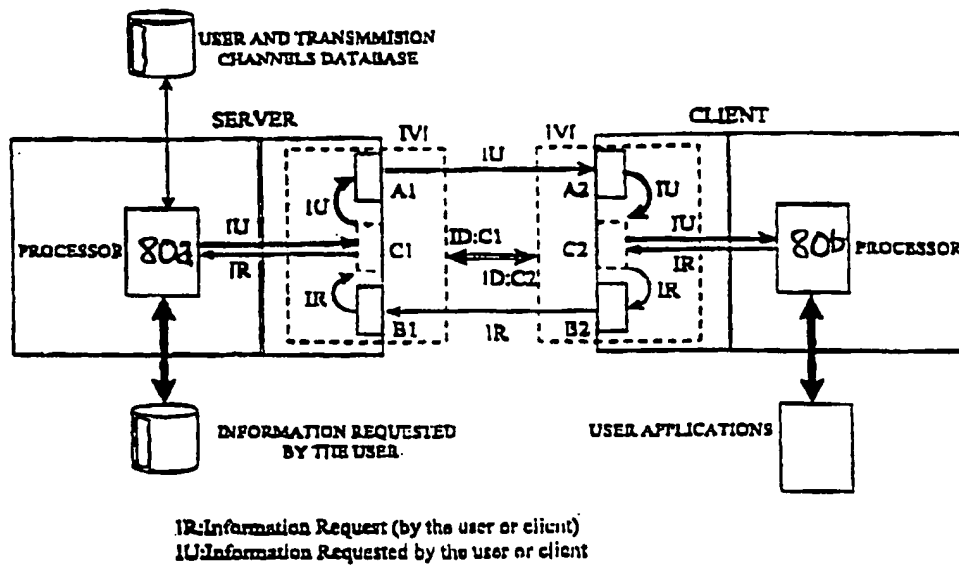 USER AND TRANSMMISION
CHANNELS DATABASE
SERVER
CLIENT
IVI
IVI
IU
A1
A2
IU
IU
IU
IU
PROCESSOR
80a
C1
ID:C1
C2
80b
PROCESSOR
IR
ID:C2
IR
IR
IR
B1
IR
B2
INFORMATION REQUESTED
BY THE USER
USER APPLICATIONS
IR:Information Request (by the user or client)
IU:Information Requested by the user or client